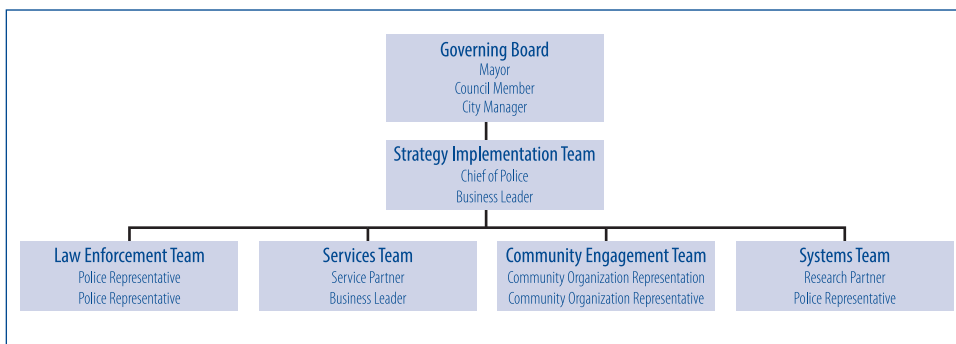 Governing Board
Mayor
Council Member
City Manager
Strategy Implementation Team
Chief of Police
Business Leader
Law Enforcement Team
Police Representative
Police Representative
Services Team
Service Partner
Business Leader
Community Engagement Team
Community Organization Representation
Community Organization Representative
Systems Team
Research Partner
Police Representative